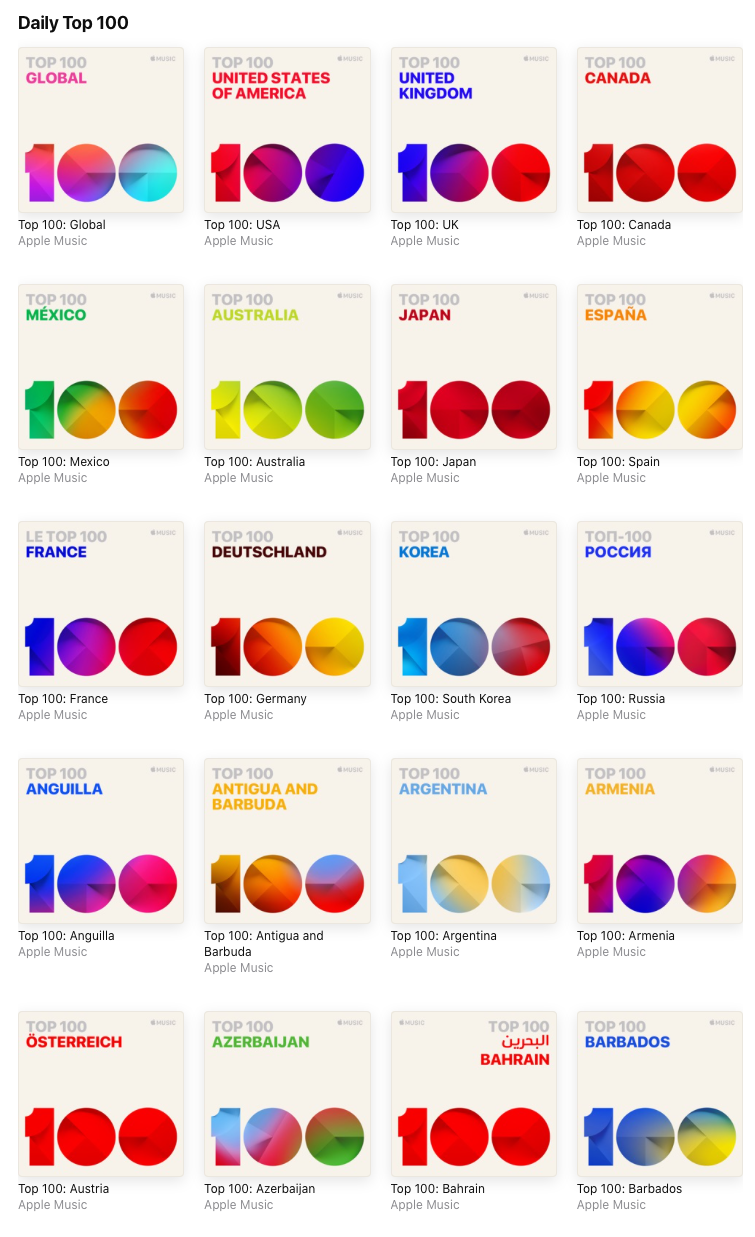 Daily Top 100
TOP 100
MUSIC
GLOBAL
100
Top 100: Global
Apple Music
TOP 100
MUSIC
UNITED STATES
OF AMERICA
100
Top 100: USA
Apple Music
TOP 100
MUSIC
UNITED
KINGDOM
100
Top 100: UK
Apple Music
TOP 100
MUSIC
CANADA
100
Top 100: Canada
Apple Music
TOP 100
MUSIC
MÉXICO
100
Top 100: Mexico
Apple Music
TOP 100
MUSIC
AUSTRALIA
100
Top 100: Australia
Apple Music
TOP 100
MUSIC
JAPAN
100
Top 100: Japan
Apple Music
TOP 100
MUSIC
ESPAÑA
100
Top 100: Spain
Apple Music
LE TOP 100
MUSIC
FRANCE
100
Top 100: France
Apple Music
TOP 100
MUSIC
DEUTSCHLAND
100
Top 100: Germany
Apple Music
TOP 100
MUSIC
KOREA
100
Top 100: South Korea
Apple Music
ТОП-100
MUSIC
РОССИЯ
100
Top 100: Russia
Apple Music
TOP 100
MUSIC
ANGUILLA
100
Top 100: Anguilla
Apple Music
TOP 100
MUSIC
ANTIGUA AND
BARBUDA
100
Top 100: Antigua and
Barbuda
Apple Music
TOP 100
MUSIC
ARGENTINA
100
Top 100: Argentina
Apple Music
TOP 100
MUSIC
ARMENIA
100
Top 100: Armenia
Apple Music
TOP 100
MUSIC
ÖSTERREICH
100
Top 100: Austria
Apple Music
TOP 100
MUSIC
AZERBAIJAN
100
Top 100: Azerbaijan
Apple Music
MUSIC
TOP 100
البحرين
BAHRAIN
100
Top 100: Bahrain
Apple Music
TOP 100
MUSIC
BARBADOS
100
Top 100: Barbados
Apple Music